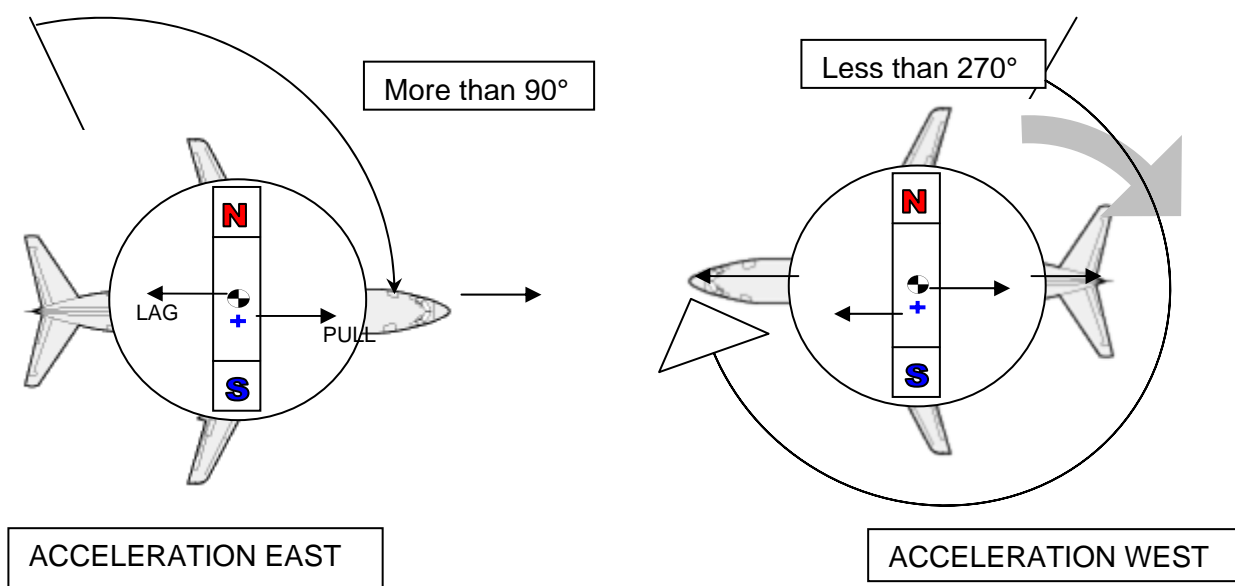 More than 90°
Less than 270°
N
N
LAG
PULL
S
S
ACCELERATION EAST
ACCELERATION WEST